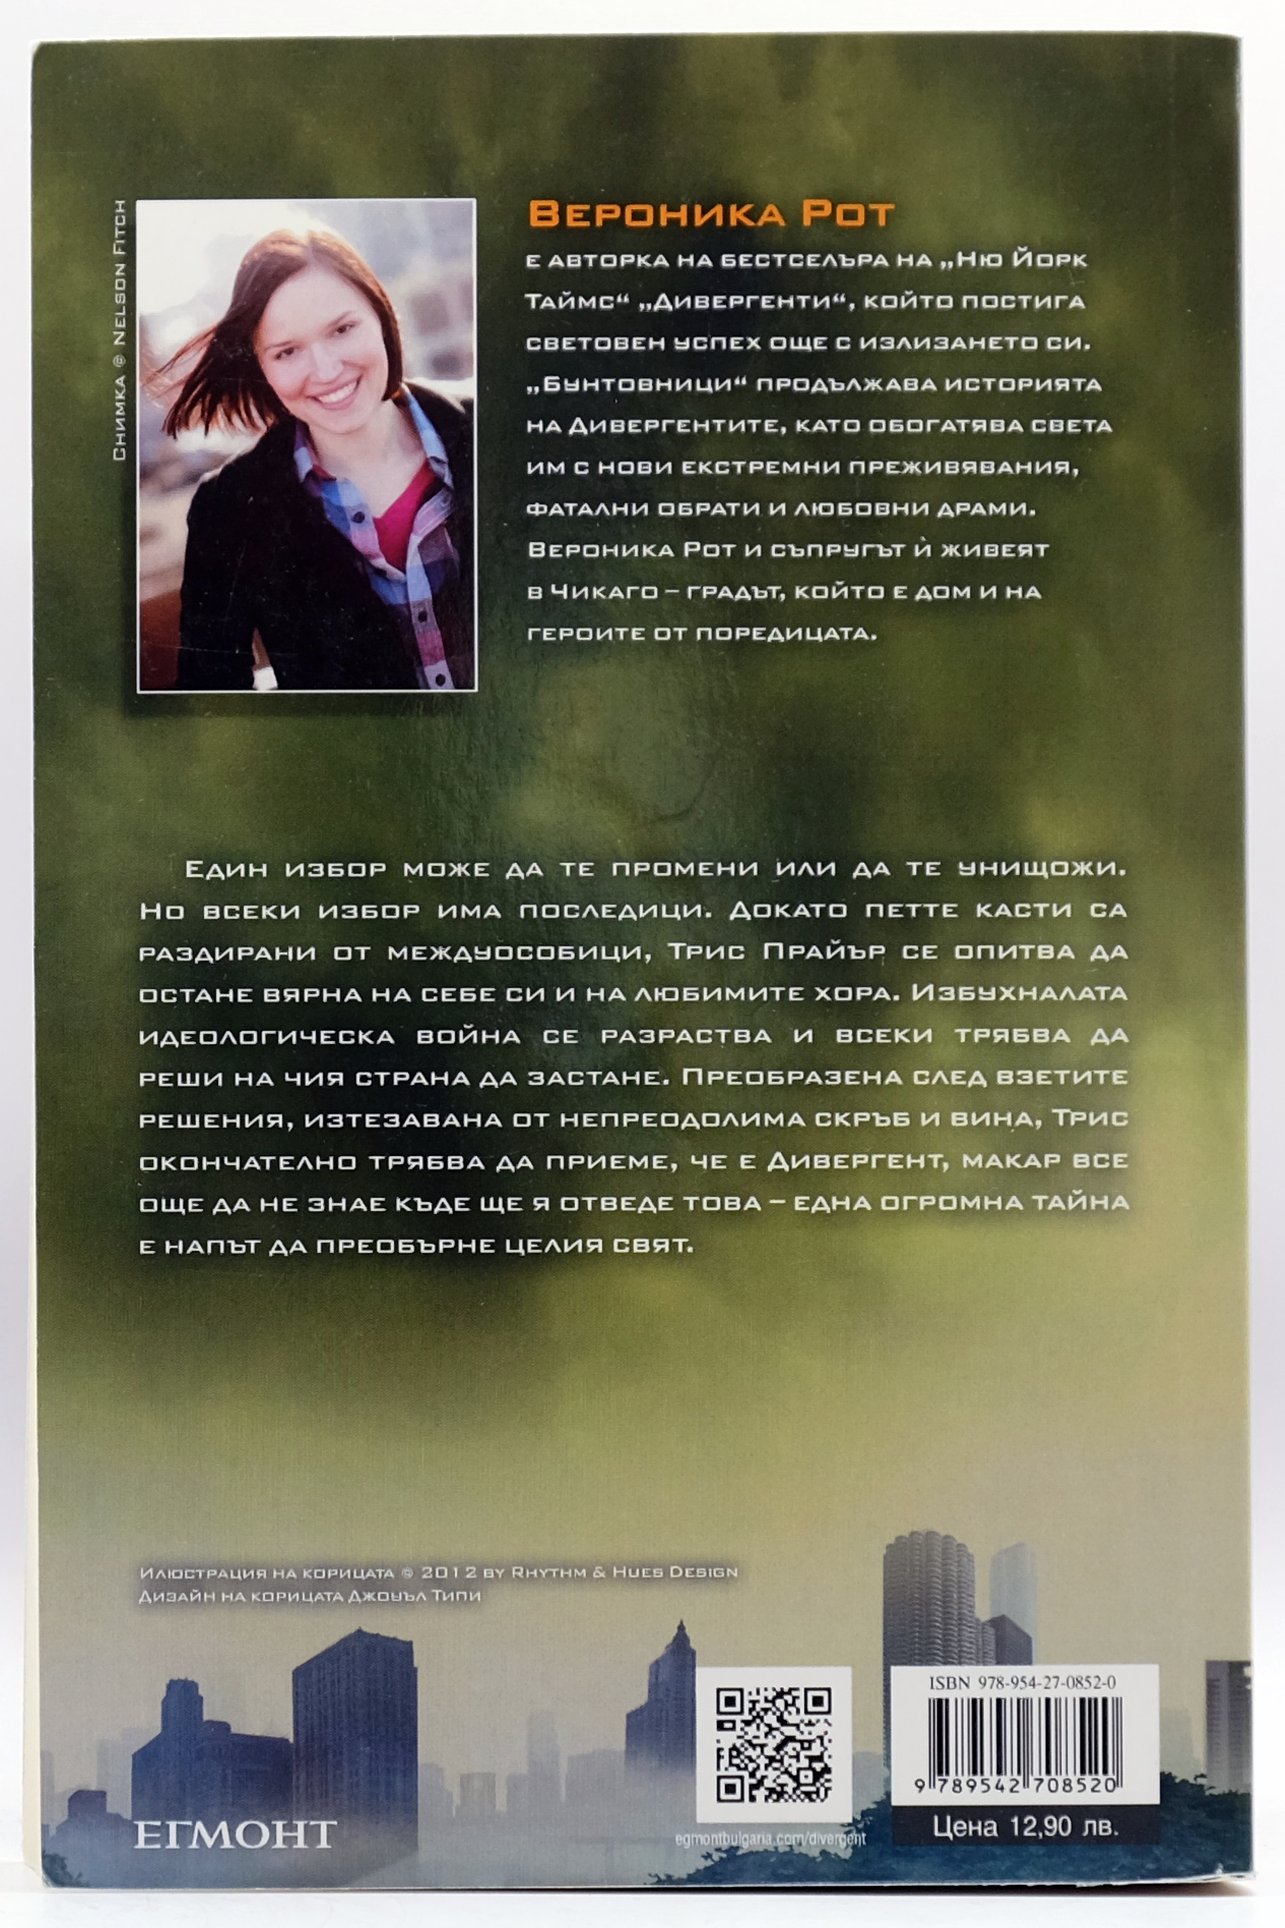 Снимка © Nelson Fitch
Вероника Рот
е авторка на бестселъра на „Ню Йорк
Таймс“ „Дивергенти“, който постига
световен успех още с излизането си.
„Бунтовници“ продължава историята
на Дивергентите, като обогатява света
им с нови екстремни преживявания,
фатални обрати и любовни драми.
Вероника Рот и съпругът ѝ живеят
в Чикаго – градът, който е дом и на
героите от поредицата.
Един избор може да те промени или да те унищожи.
Но всеки избор има последици. Докато петте касти са
раздирани от междуособици, Трис Прайър се опитва да
остане вярна на себе си и на любимите хора. Избухналата
идеологическа война се разраства и всеки трябва да
реши на чия страна да застане. Преобразена след взетите
решения, изтезавана от непреодолима скръб и вина, Трис
окончателно трябва да приеме, че е Дивергент, макар все
още да не знае къде ще я отведе това – една огромна тайна
е напът да преобърне целия свят.
Илюстрация на корицата © 2012 by Rhythm & Hues Design
Дизайн на корицата Джоуъл Типи
ISBN 978-954-27-0852-0
9 789542 708520
Цена 12,90 лв.
egmontbulgaria.com/divergent
ЕГМОНТ